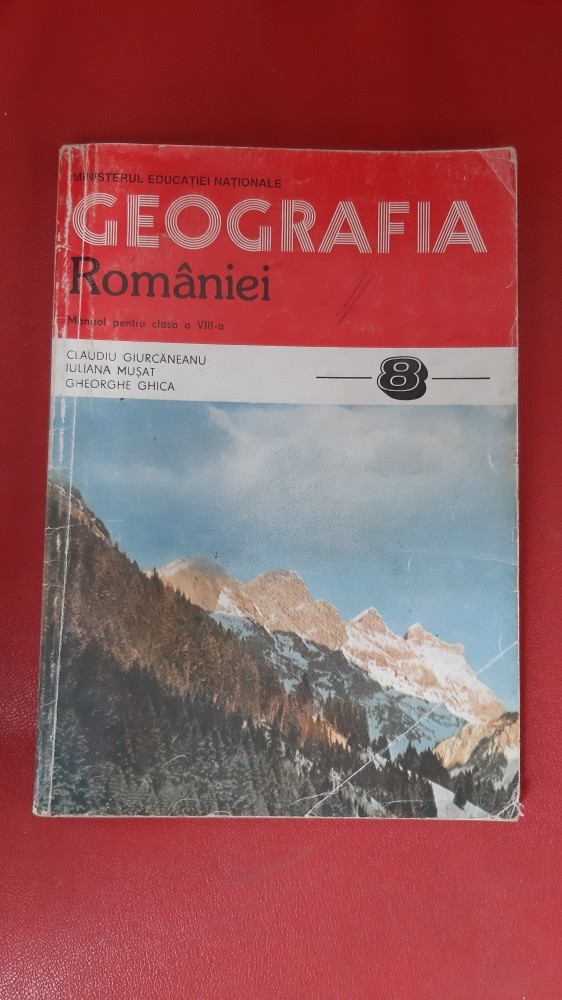 MINISTERUL EDUCAȚIEI NAȚIONALE
GEOGRAFIA
României
Manual pentru clasa a VIII-a
CLAUDIU GIURCĂNEANU
IULIANA MUȘAT
GHEORGHE GHICA
8